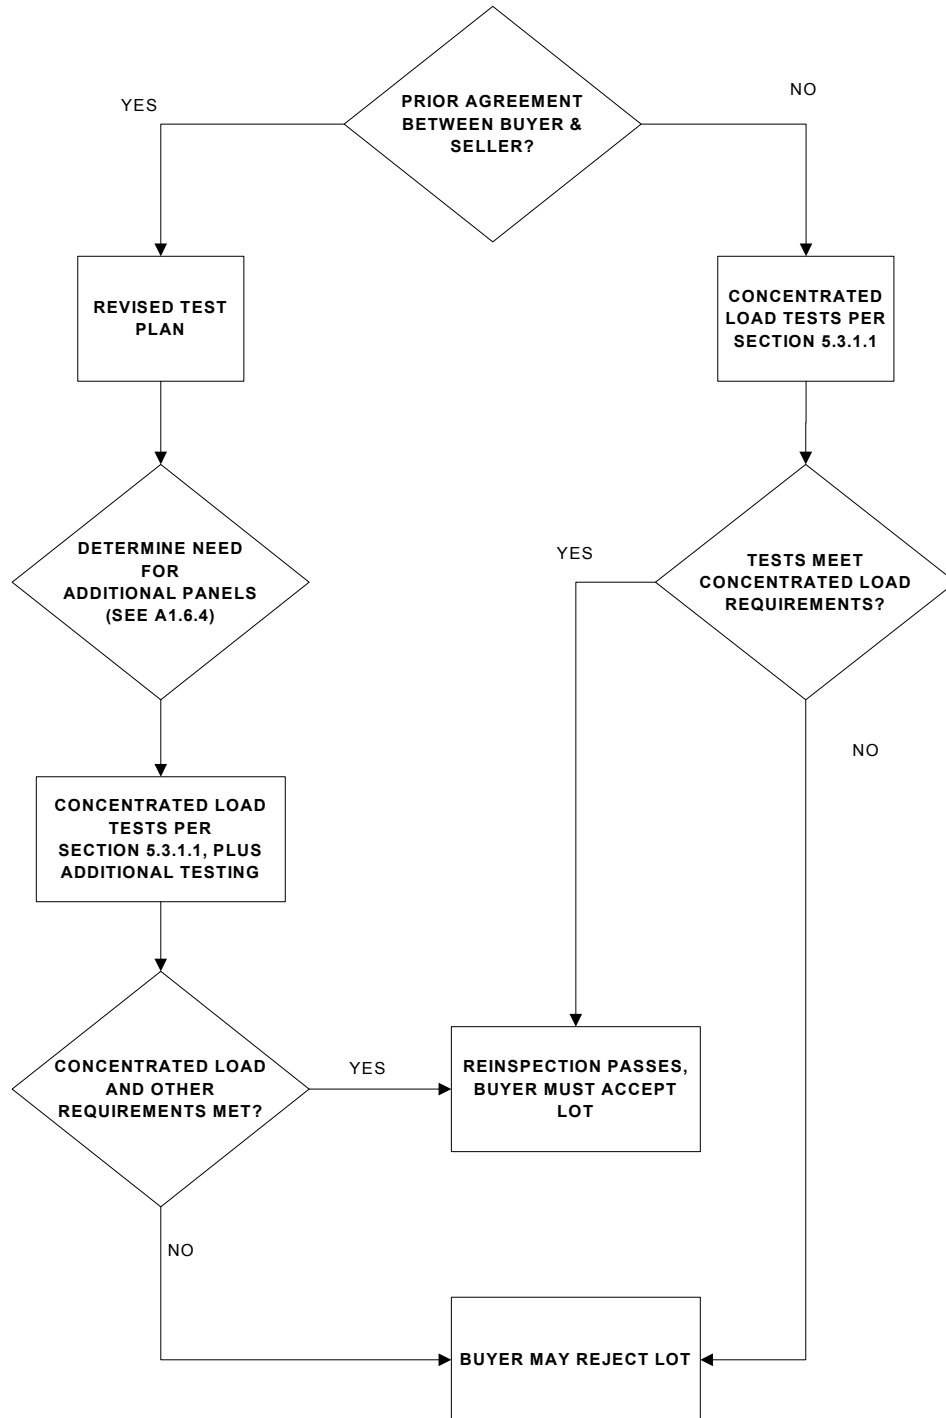 PRIOR AGREEMENT
BETWEEN BUYER &
SELLER?
YES
NO
REVISED TEST
PLAN
CONCENTRATED
LOAD TESTS PER
SECTION 5.3.1.1
DETERMINE NEED
FOR
ADDITIONAL PANELS
(SEE A1.6.4)
YES
TESTS MEET
CONCENTRATED LOAD
REQUIREMENTS?
NO
CONCENTRATED LOAD
TESTS PER
SECTION 5.3.1.1, PLUS
ADDITIONAL TESTING
CONCENTRATED LOAD
AND OTHER
REQUIREMENTS MET?
YES
REINSPECTION PASSES,
BUYER MUST ACCEPT
LOT
NO
BUYER MAY REJECT LOT